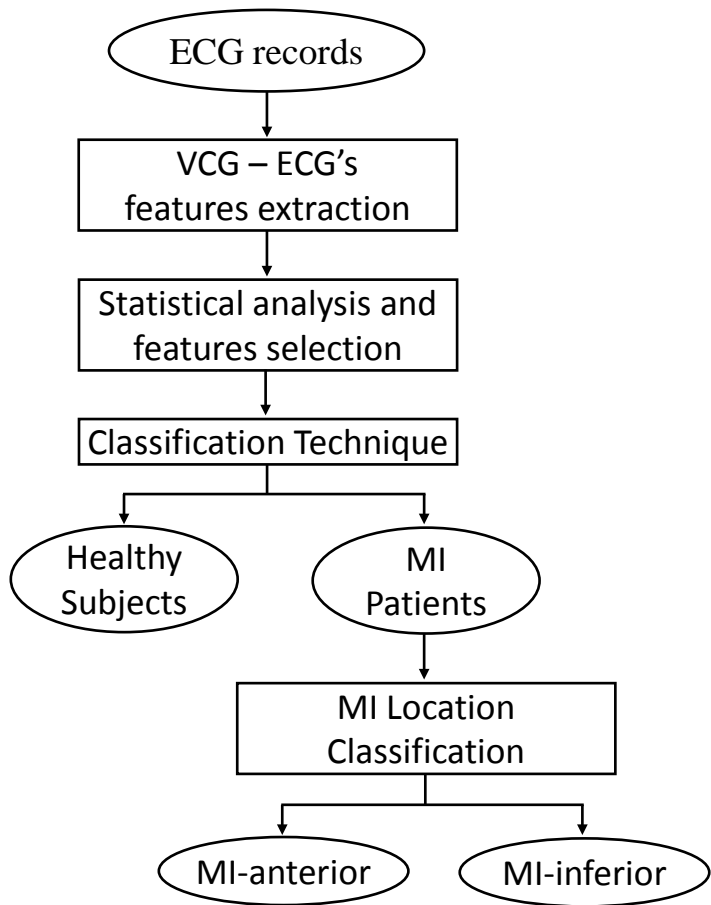 ECG records
VCG – ECG’s
features extraction
Statistical analysis and
features selection
Classification Technique
Healthy
Subjects
MI
Patients
MI Location
Classification
MI-anterior
MI-inferior